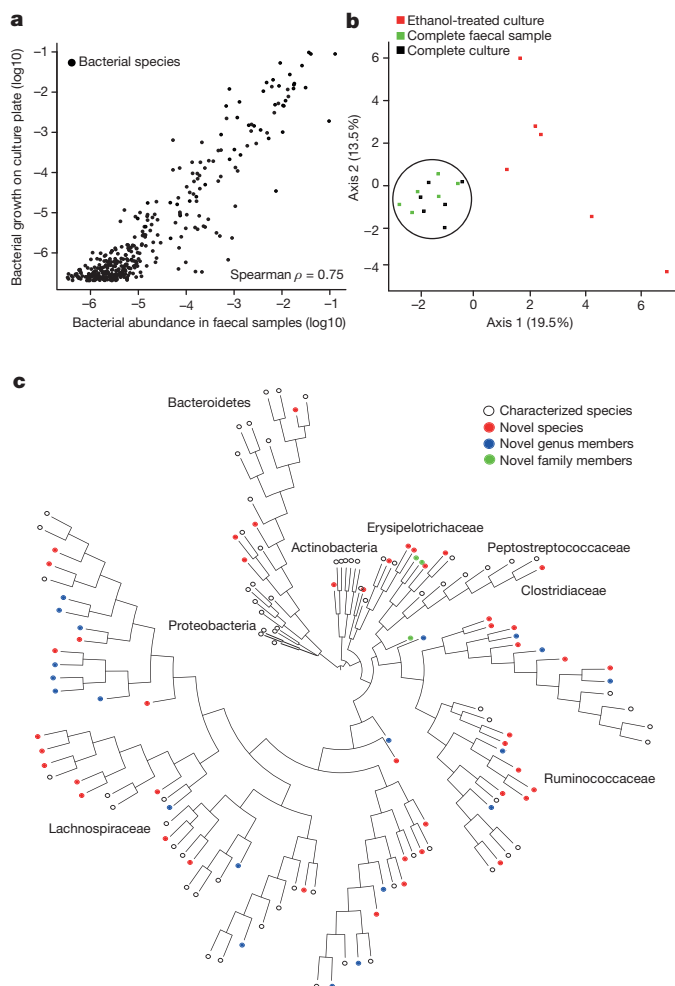 a
Bacterial growth on culture plate (log10)
−1
−2
−3
−4
−5
−6
Bacterial species
Spearman ρ = 0.75
−6 −5 −4 −3 −2 −1
Bacterial abundance in faecal samples (log10)
b
Ethanol-treated culture
Complete faecal sample
Complete culture
Axis 2 (13.5%)
6
4
2
0
−2
−4
−2 0 2 4 6
Axis 1 (19.5%)
c
Characterized species
Novel species
Novel genus members
Novel family members
Bacteroidetes
Erysipelotrichaceae
Actinobacteria
Peptostreptococcaceae
Clostridiaceae
Proteobacteria
Ruminococcaceae
Lachnospiraceae